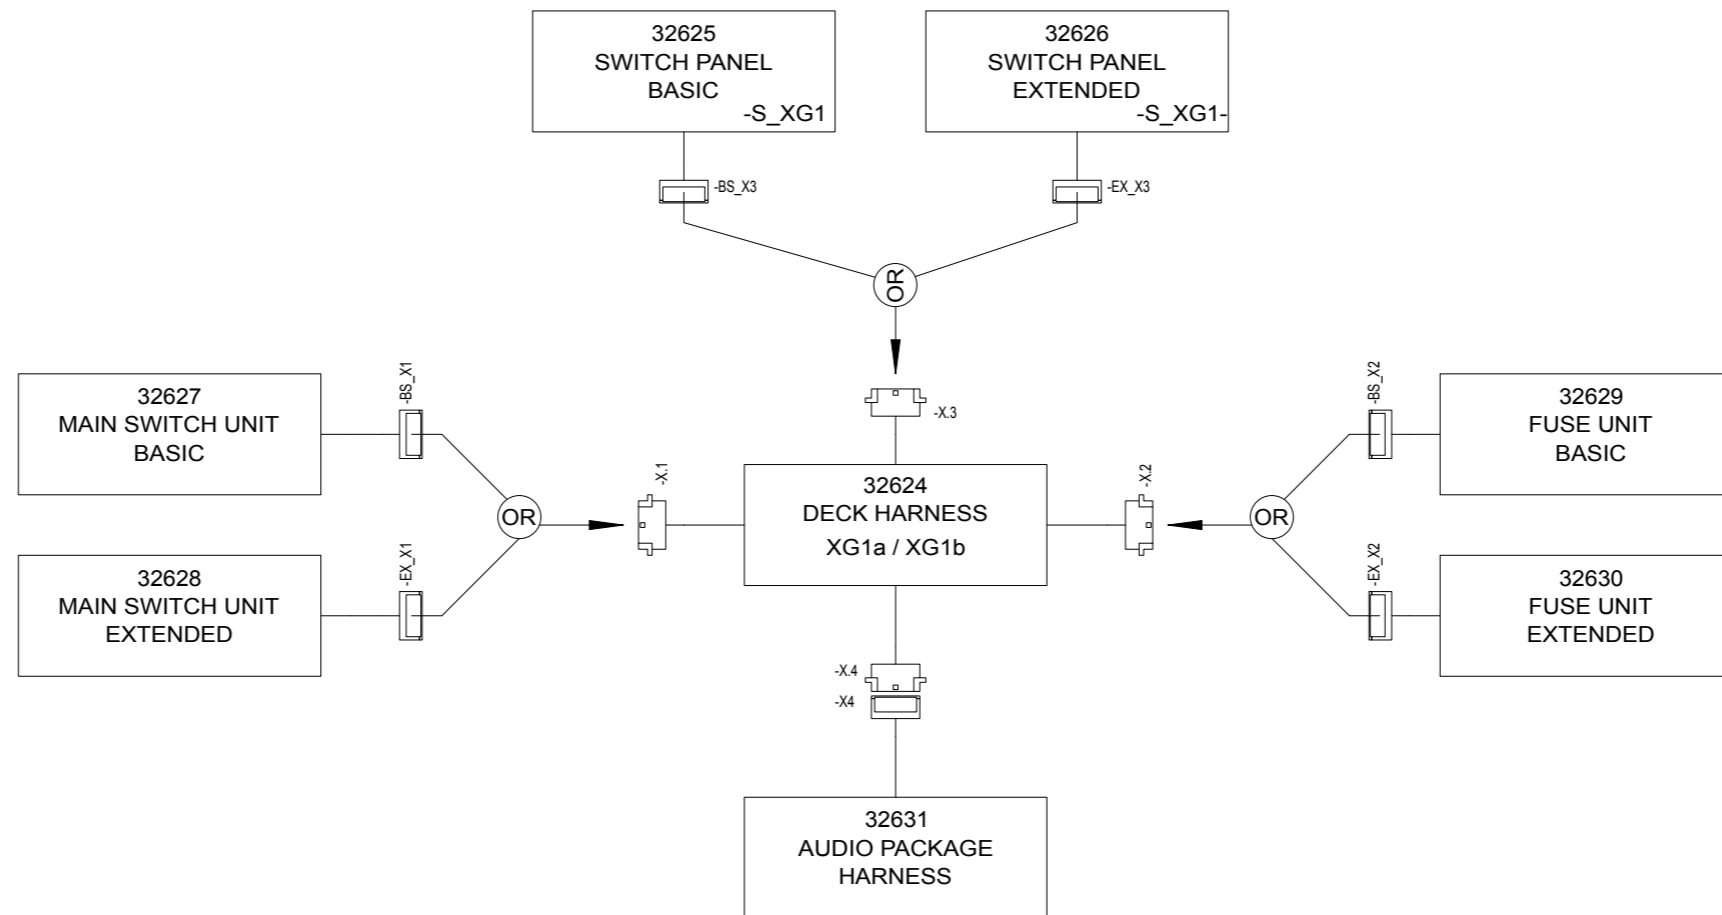 32625
SWITCH PANEL
BASIC
-S_XG1
32626
SWITCH PANEL
EXTENDED
-S_XG1-
-BS_X3
-EX_X3
OR
-X.3
32627
MAIN SWITCH UNIT
BASIC
-BS_X1
32628
MAIN SWITCH UNIT
EXTENDED
-EX_X1
OR
-X.1
32624
DECK HARNESS
XG1a / XG1b
-X.2
OR
-BS_X2
32629
FUSE UNIT
BASIC
-EX_X2
32630
FUSE UNIT
EXTENDED
-X.4
-X4
32631
AUDIO PACKAGE
HARNESS